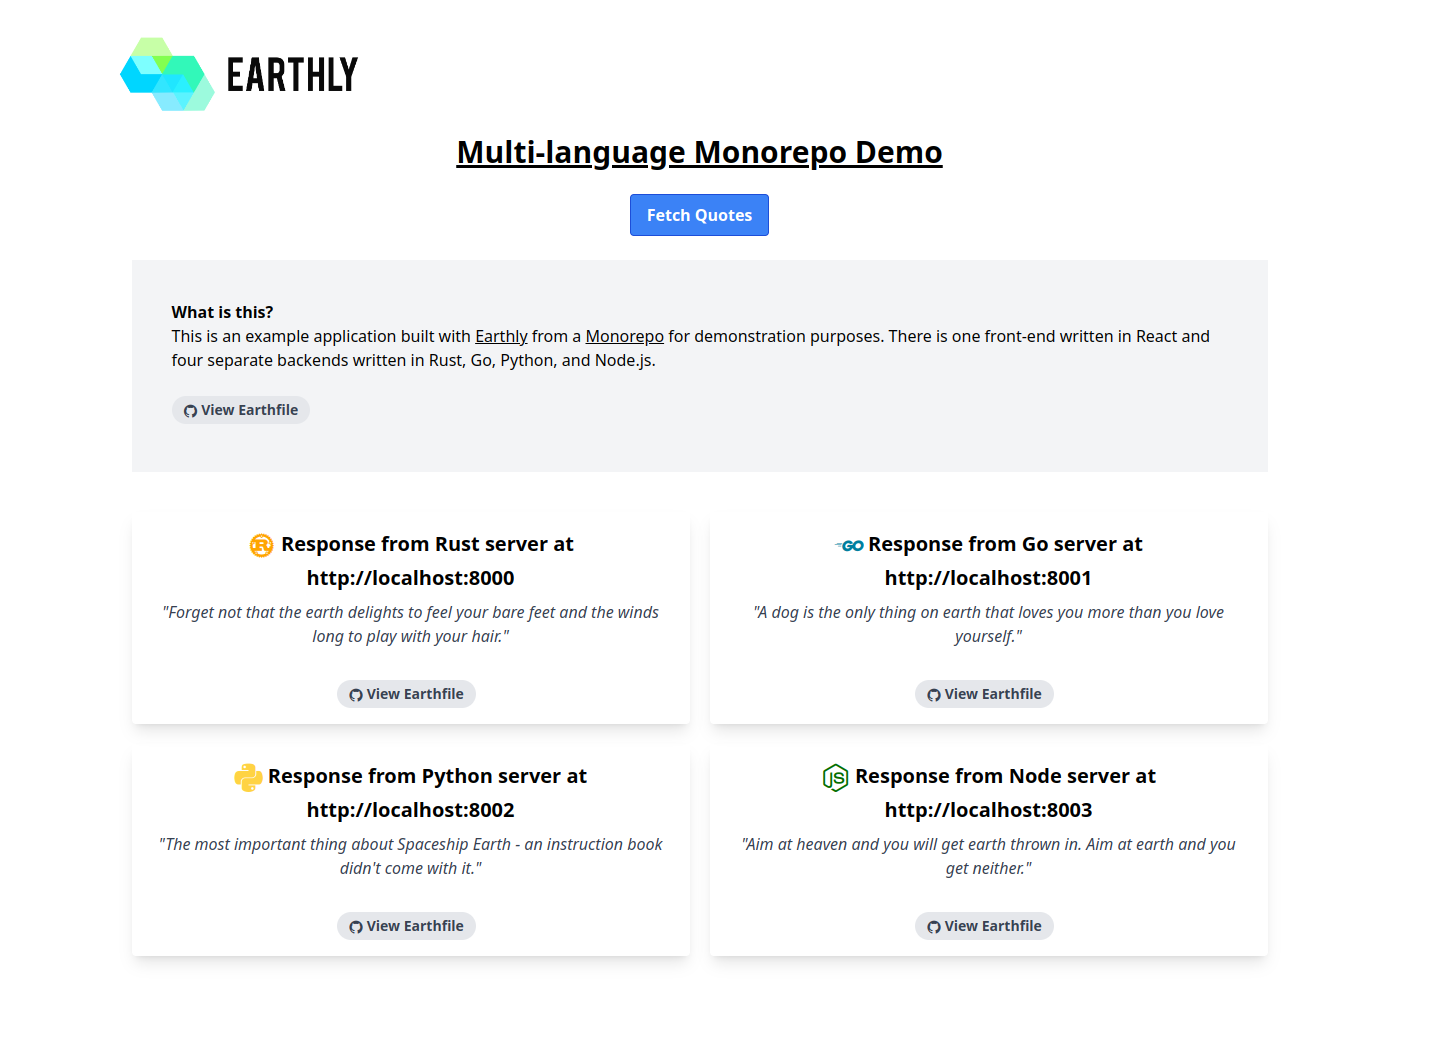 EARTHLY
Multi-language Monorepo Demo
Fetch Quotes
What is this?
This is an example application built with Earthly from a Monorepo for demonstration purposes. There is one front-end written in React and
four separate backends written in Rust, Go, Python, and Node.js.
View Earthfile
Response from Rust server at
http://localhost:8000
"Forget not that the earth delights to feel your bare feet and the winds
long to play with your hair."
View Earthfile
GO Response from Go server at
http://localhost:8001
"A dog is the only thing on earth that loves you more than you love
yourself."
View Earthfile
Response from Python server at
http://localhost:8002
"The most important thing about Spaceship Earth - an instruction book
didn't come with it."
View Earthfile
JS Response from Node server at
http://localhost:8003
"Aim at heaven and you will get earth thrown in. Aim at earth and you
get neither."
View Earthfile